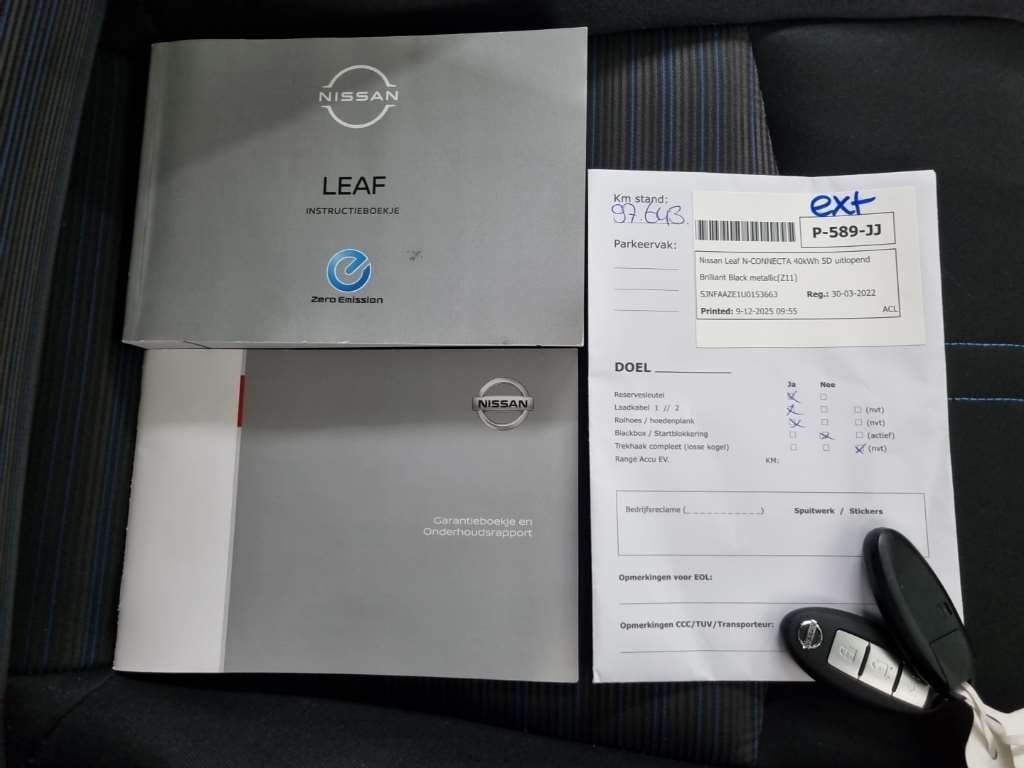 NISSAN
LEAF
INSTRUCTIEBOEKJE
Zero Emission
NISSAN
Garantieboekje en
Onderhoudsrapport
Km stand:
97.643.
Parkeervak:
ext
P-589-JJ
Nissan Leaf N-CONNECTA 40kWh 5D uitlopend
Brilliant Black metallic(Z11)
SJNFAAZE1U0153663 Reg.: 30-03-2022
Printed: 9-12-2025 09:55 ACL
DOEL
Ja Nee
Reservesleutel
Laadkabel 1 // 2 (nvt)
Rolhoes / hoedenplank (nvt)
Blackbox / Startblokkering (actief)
Trekhaak compleet (losse kogel) (nvt)
Range Accu EV. KM:
Bedrijfsreclame (_ _ _ _ _ _ _ _ _ _ _) Spuitwerk / Stickers
Opmerkingen voor EOL:
Opmerkingen CCC/TUV/Transporteur:
NISSAN